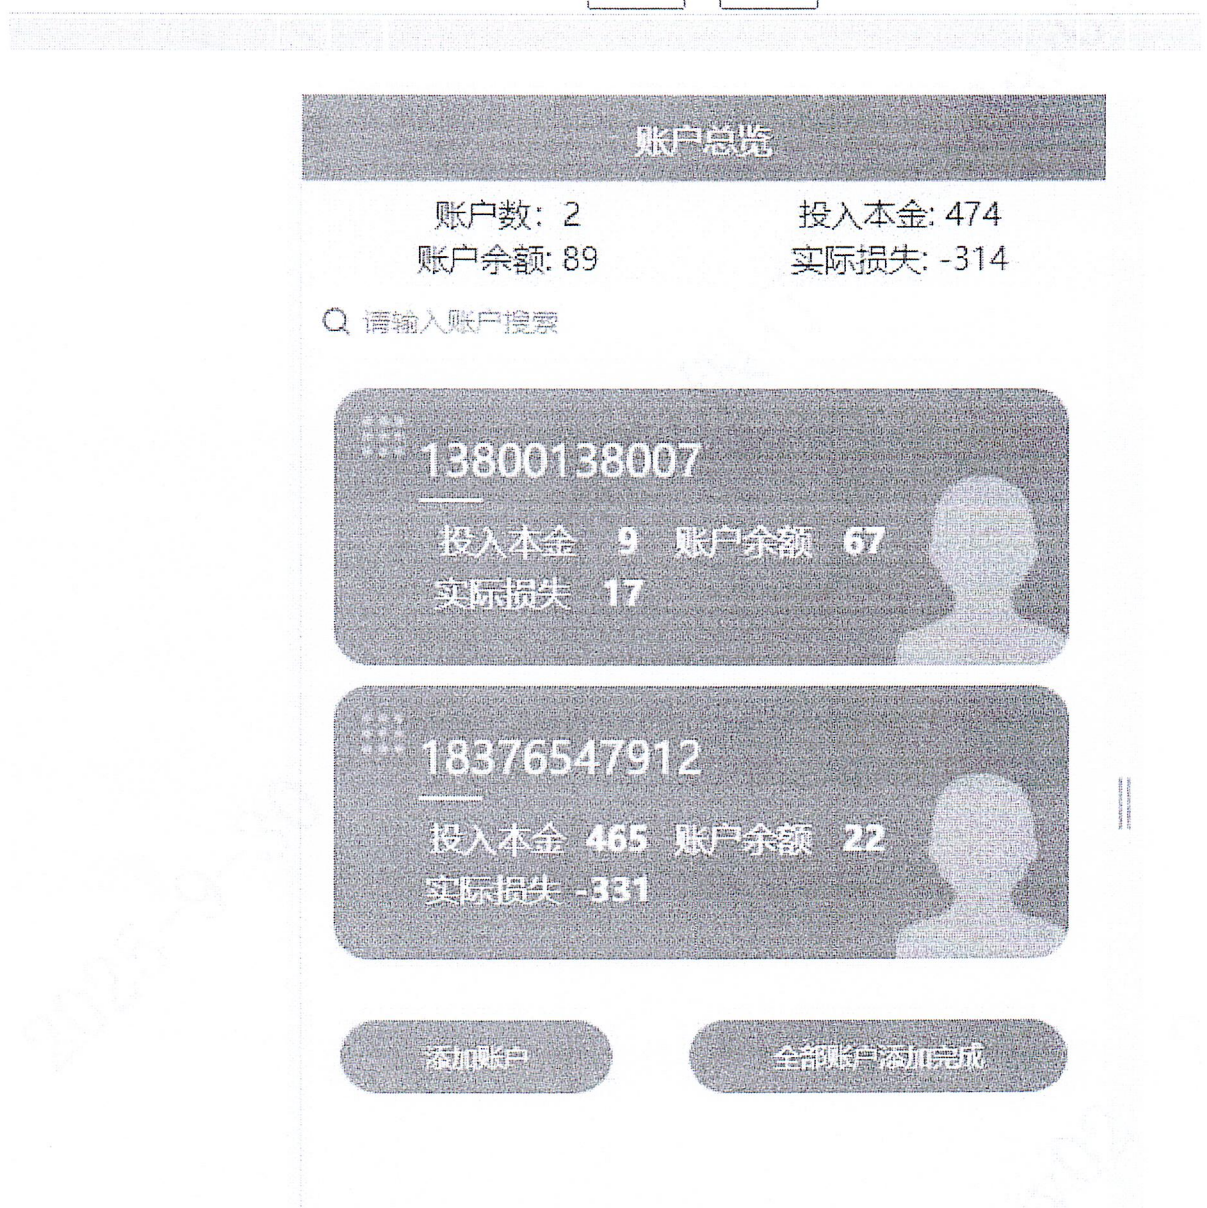 账户总览
账户数：2 投入本金: 474
账户余额: 89 实际损失: -314
请输入账户搜索
13800138007
投入本金 9 账户余额 67
实际损失 17
18376547912
投入本金 465 账户余额 22
实际损失 -331
添加账户 全部账户添加完成